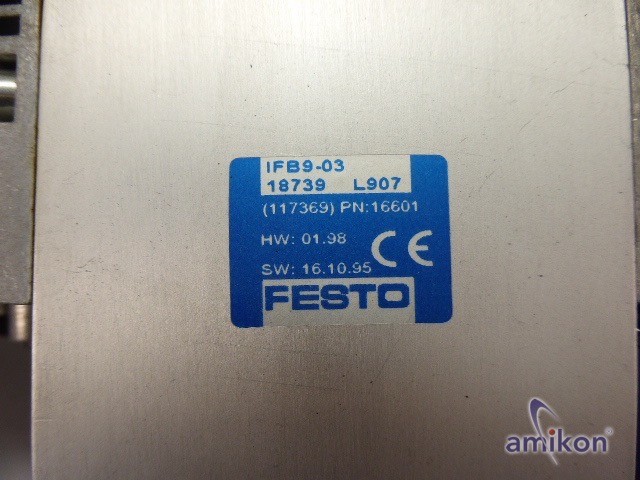 IFB9-03
18739 L907
(117369) PN:16601
HW: 01.98
CE
SW: 16.10.95
FESTO
amikon®